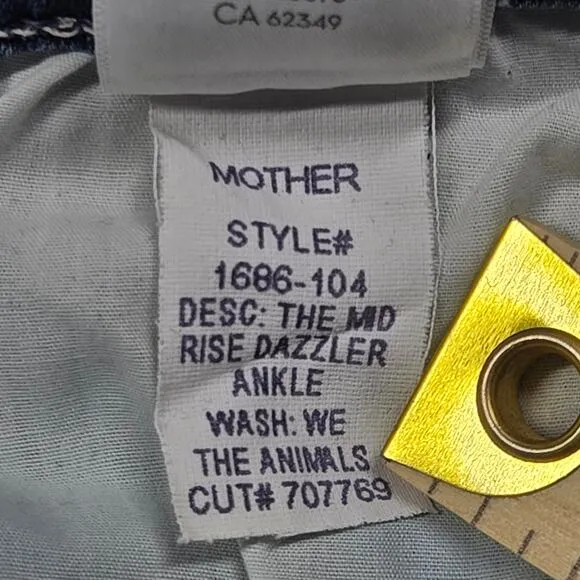 CA 62349
MOTHER
STYLE#
1686-104
DESC: THE MID
RISE DAZZLER
ANKLE
WASH: WE
THE ANIMALS
CUT# 707769